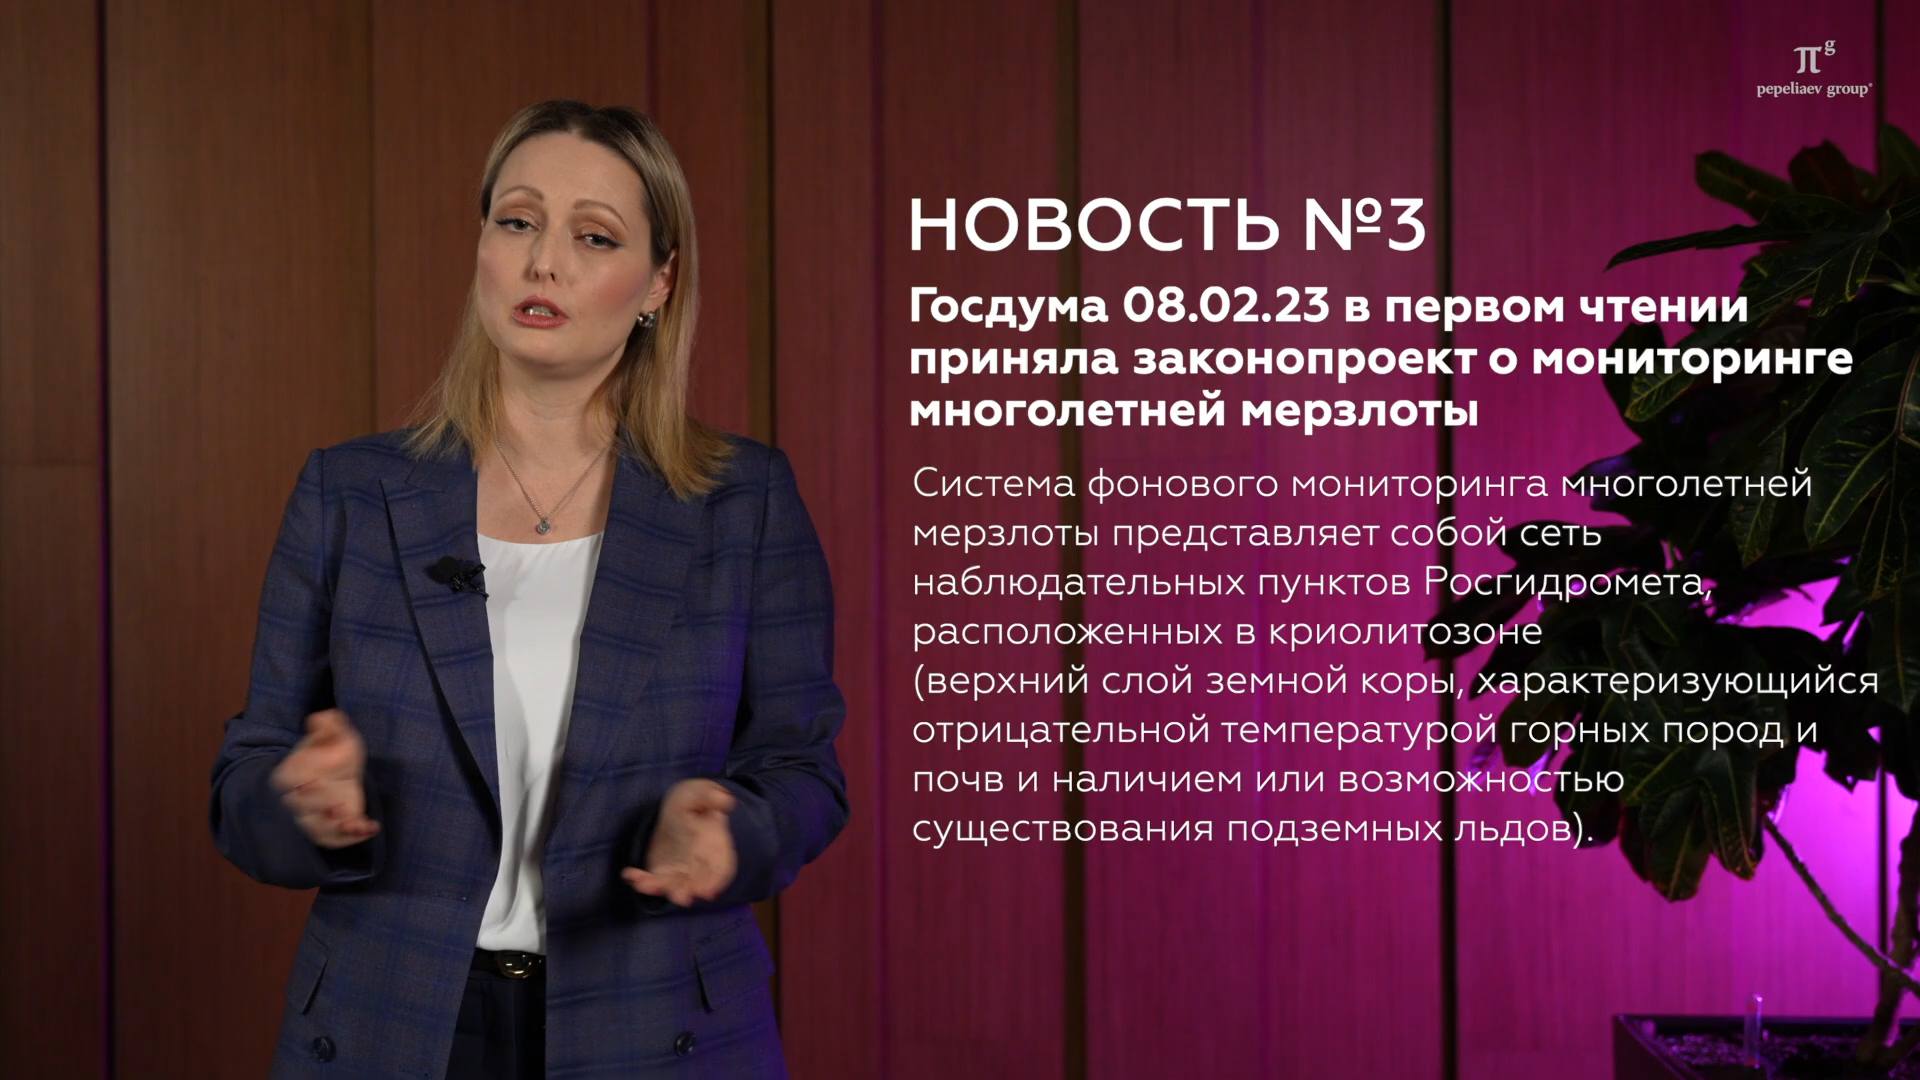 πg
pepeliaev group®
НОВОСТЬ №3
Госдума 08.02.23 в первом чтении
приняла законопроект о мониторинге
многолетней мерзлоты
Система фонового мониторинга многолетней
мерзлоты представляет собой сеть
наблюдательных пунктов Росгидромета,
расположенных в криолитозоне
(верхний слой земной коры, характеризующийся
отрицательной температурой горных пород и
почв и наличием или возможностью
существования подземных льдов).